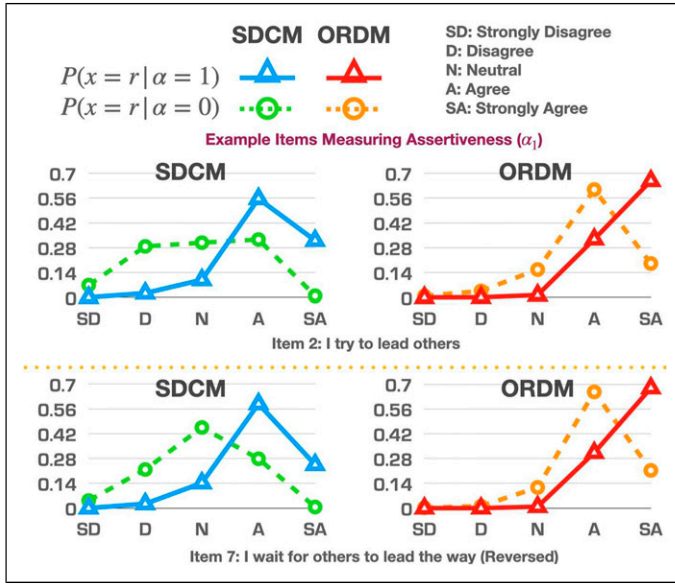 SDCM ORDM
P(x = r | α = 1)
P(x = r | α = 0)
SD: Strongly Disagree
D: Disagree
N: Neutral
A: Agree
SA: Strongly Agree
Example Items Measuring Assertiveness (α₁)
SDCM
0.7
0.56
0.42
0.28
0.14
0
SD D N A SA
ORDM
0.7
0.56
0.42
0.28
0.14
0
SD D N A SA
Item 2: I try to lead others
SDCM
0.7
0.56
0.42
0.28
0.14
0
SD D N A SA
ORDM
0.7
0.56
0.42
0.28
0.14
0
SD D N A SA
Item 7: I wait for others to lead the way (Reversed)